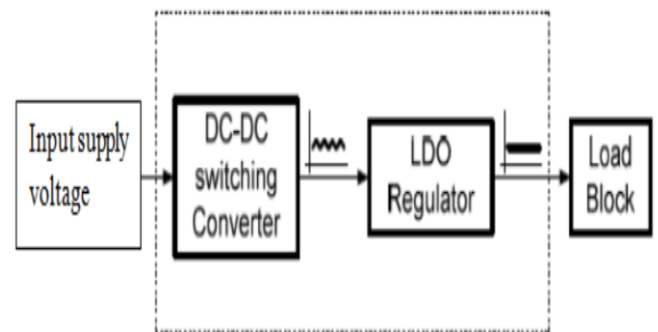 Input supply
voltage
DC-DC
switching
Converter
LDO
Regulator
Load
Block